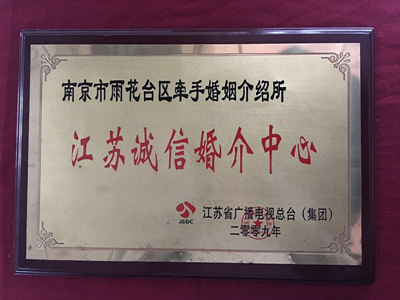 南京市雨花台区牵手婚姻介绍所
江苏诚信婚介中心
JSBC
江苏省广播电视总台（集团）
二零零九年